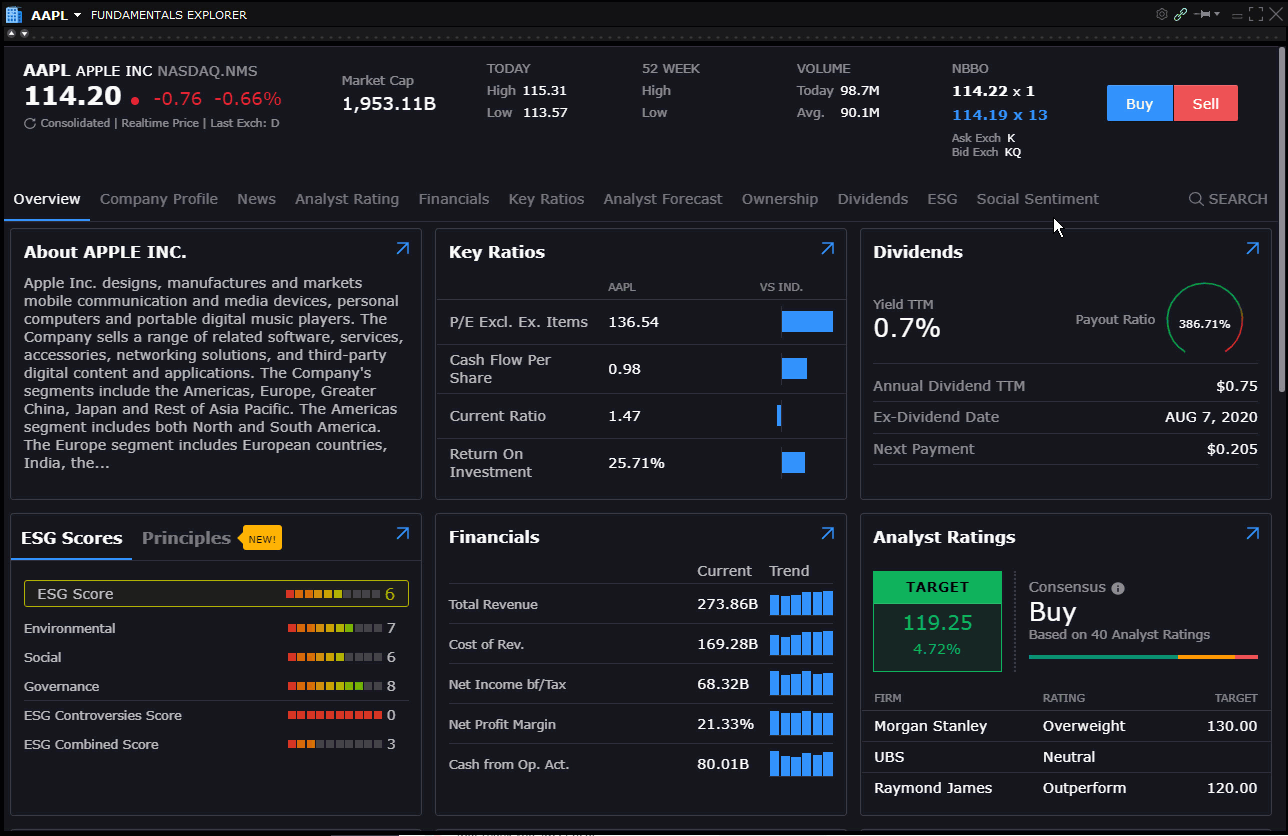 AAPL FUNDAMENTALS EXPLORER
AAPL APPLE INC NASDAQ.NMS
114.20 -0.76 -0.66%
Consolidated | Realtime Price | Last Exch: D
Market Cap
1,953.11B
TODAY
High 115.31
Low 113.57
52 WEEK
High
Low
VOLUME
Today 98.7M
Avg. 90.1M
NBBO
114.22 x 1
114.19 x 13
Ask Exch K
Bid Exch KQ
Buy Sell
Overview Company Profile News Analyst Rating Financials Key Ratios Analyst Forecast Ownership Dividends ESG Social Sentiment SEARCH
About APPLE INC.
Apple Inc. designs, manufactures and markets
mobile communication and media devices, personal
computers and portable digital music players. The
Company sells a range of related software, services,
accessories, networking solutions, and third-party
digital content and applications. The Company's
segments include the Americas, Europe, Greater
China, Japan and Rest of Asia Pacific. The Americas
segment includes both North and South America.
The Europe segment includes European countries,
India, the...
Key Ratios
AAPL VS IND.
P/E Excl. Ex. Items 136.54
Cash Flow Per
Share
0.98
Current Ratio 1.47
Return On
Investment
25.71%
Dividends
Yield TTM
0.7%
Payout Ratio 386.71%
Annual Dividend TTM $0.75
Ex-Dividend Date AUG 7, 2020
Next Payment $0.205
ESG Scores Principles NEW!
ESG Score 6
Environmental 7
Social 6
Governance 8
ESG Controversies Score 0
ESG Combined Score 3
Financials
Current Trend
Total Revenue 273.86B
Cost of Rev. 169.28B
Net Income bf/Tax 68.32B
Net Profit Margin 21.33%
Cash from Op. Act. 80.01B
Analyst Ratings
TARGET
119.25
4.72%
Consensus
Buy
Based on 40 Analyst Ratings
FIRM RATING TARGET
Morgan Stanley Overweight 130.00
UBS Neutral
Raymond James Outperform 120.00